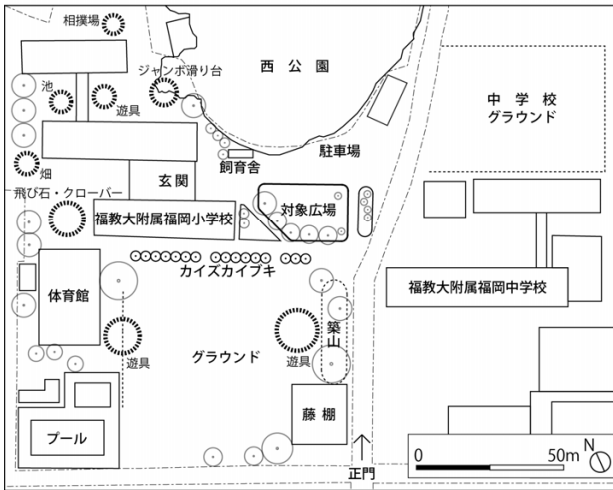 相撲場
ジャンボ滑り台
西公園
中学校
グラウンド
池
遊具
駐車場
飼育舎
畑
玄関
飛び石・クローバー
対象広場
福教大附属福岡小学校
カイズカイブキ
体育館
福教大附属福岡中学校
築山
グラウンド
遊具
遊具
藤棚
プール
正門
0
50m
N